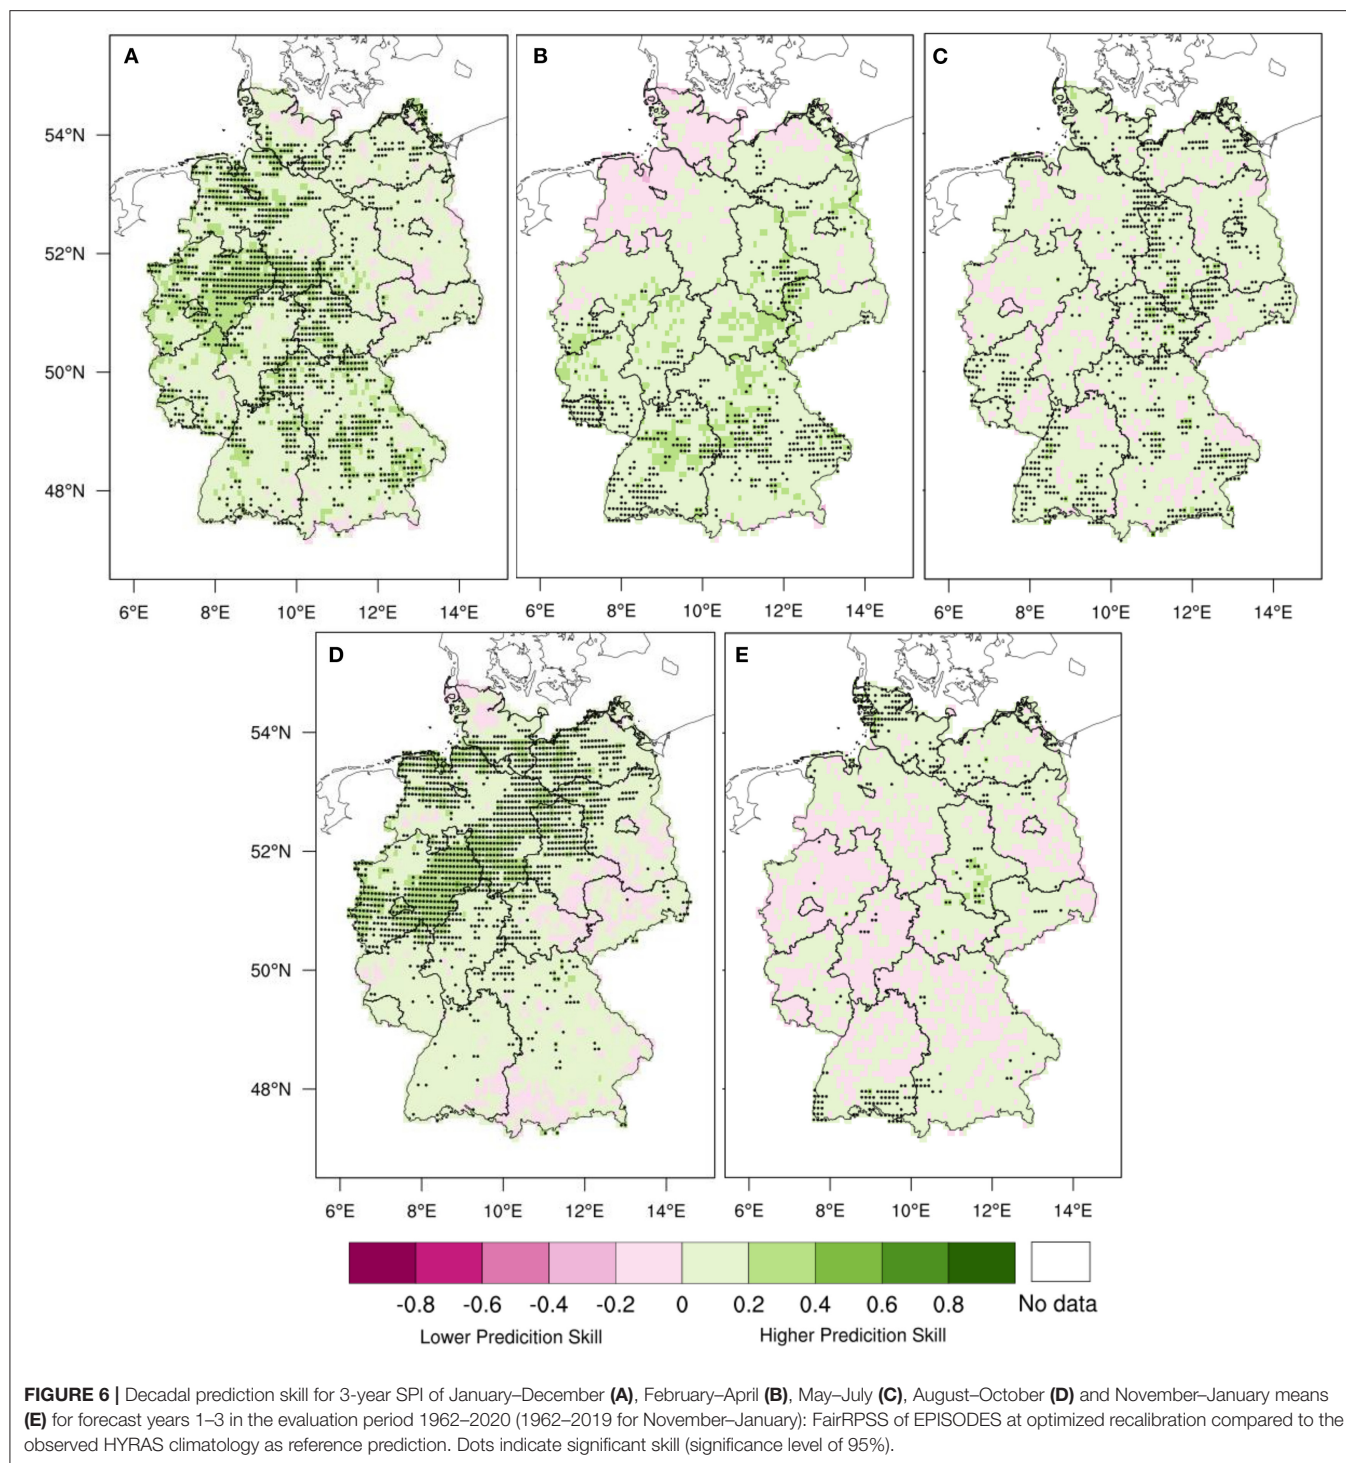 A B C
54°N
52°N
50°N
48°N
6°E 8°E 10°E 12°E 14°E 6°E 8°E 10°E 12°E 14°E 6°E 8°E 10°E 12°E 14°E
D E
54°N
52°N
50°N
48°N
6°E 8°E 10°E 12°E 14°E 6°E 8°E 10°E 12°E 14°E
-0.8 -0.6 -0.4 -0.2 0 0.2 0.4 0.6 0.8 No data
Lower Predicition Skill Higher Predicition Skill
FIGURE 6 | Decadal prediction skill for 3-year SPI of January–December (A), February–April (B), May–July (C), August–October (D) and November–January means
(E) for forecast years 1–3 in the evaluation period 1962–2020 (1962–2019 for November–January): FairRPSS of EPISODES at optimized recalibration compared to the
observed HYRAS climatology as reference prediction. Dots indicate significant skill (significance level of 95%).